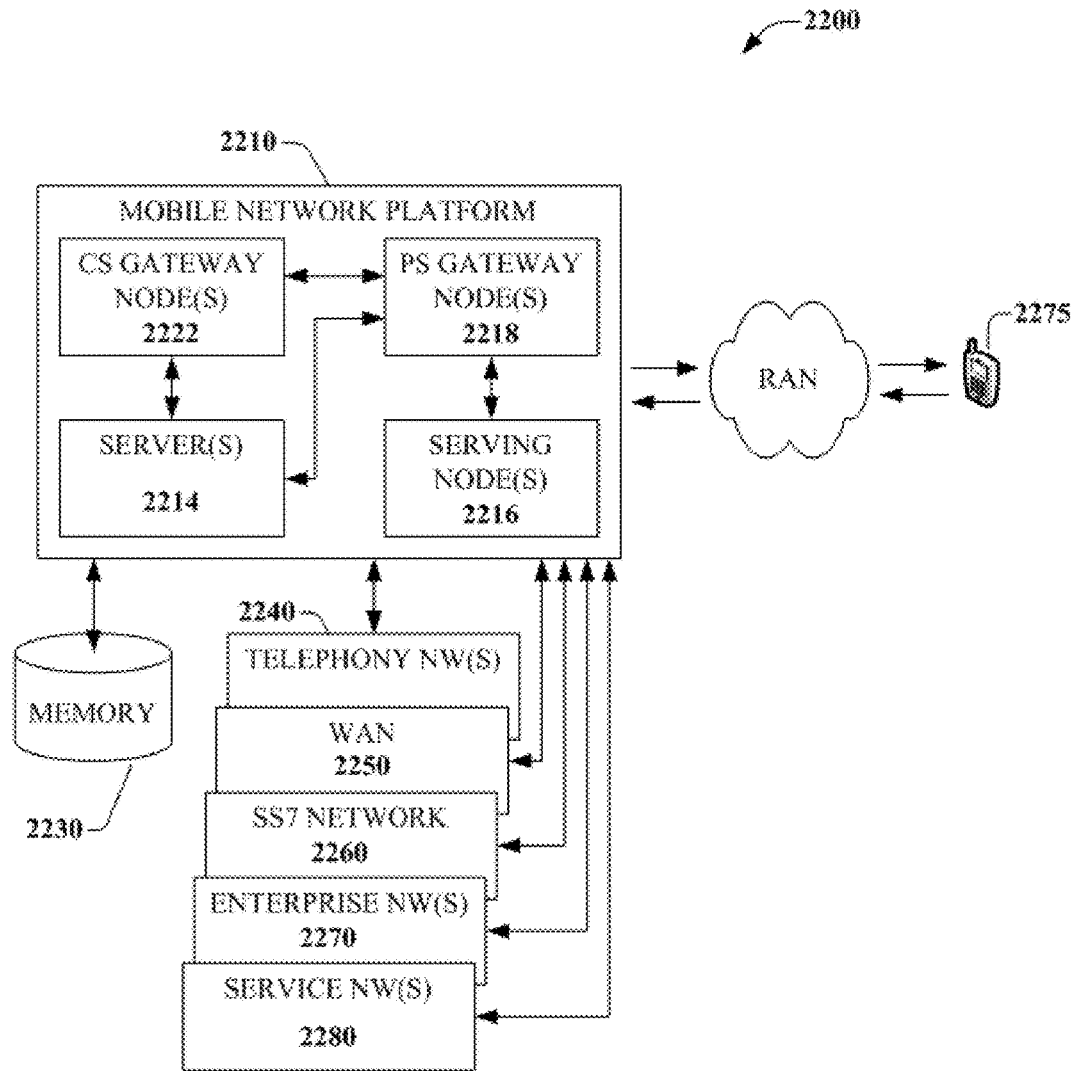 2200
2210
MOBILE NETWORK PLATFORM
CS GATEWAY
NODE(S)
2222
PS GATEWAY
NODE(S)
2218
2275
RAN
SERVER(S)
2214
SERVING
NODE(S)
2216
2240
TELEPHONY NW(S)
MEMORY
WAN
2250
2230
SS7 NETWORK
2260
ENTERPRISE NW(S)
2270
SERVICE NW(S)
2280